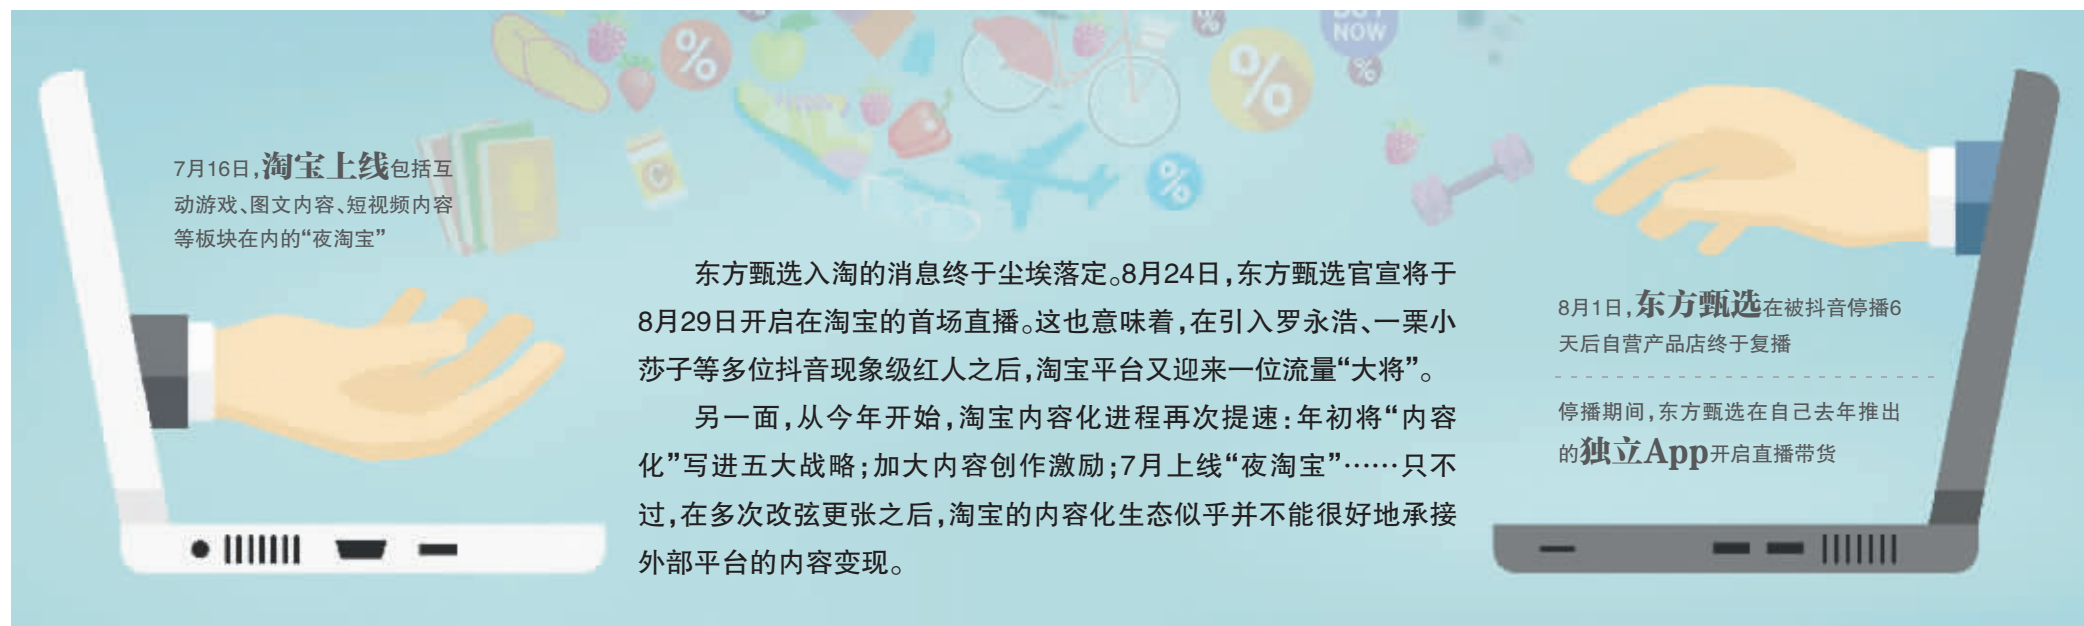 BUY
NOW
%
%
%
%
%
C
7月16日,淘宝上线包括互
动游戏、图文内容、短视频内容
等板块在内的“夜淘宝”
东方甄选入淘的消息终于尘埃落定。8月24日,东方甄选官宣将于
8月29日开启在淘宝的首场直播。这也意味着,在引入罗永浩、一栗小
莎子等多位抖音现象级红人之后,淘宝平台又迎来一位流量“大将”。
另一面,从今年开始,淘宝内容化进程再次提速:年初将“内容
化”写进五大战略;加大内容创作激励;7月上线“夜淘宝”……只不
过,在多次改弦更张之后,淘宝的内容化生态似乎并不能很好地承接
外部平台的内容变现。
8月1日,东方甄选在被抖音停播6
天后自营产品店终于复播
停播期间,东方甄选在自己去年推出
的独立App开启直播带货